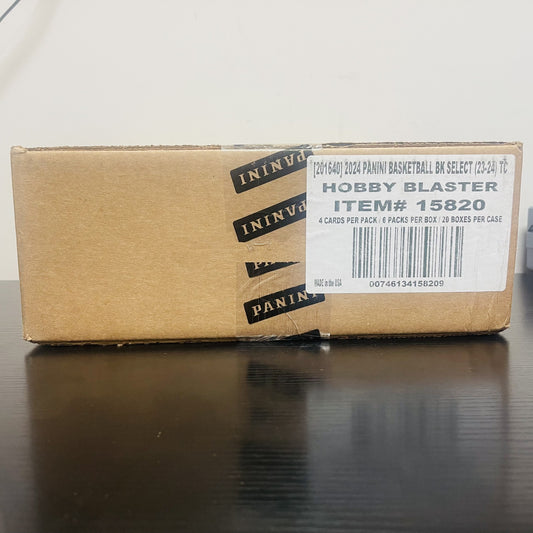 PANINI
PANINI
PANINI
PANINI
[201640] 2024 PANINI BASKETBALL BK SELECT (23-24) TC
HOBBY BLASTER
ITEM# 15820
4 CARDS PER PACK / 6 PACKS PER BOX / 20 BOXES PER CASE
MADE in the USA
00746134158209